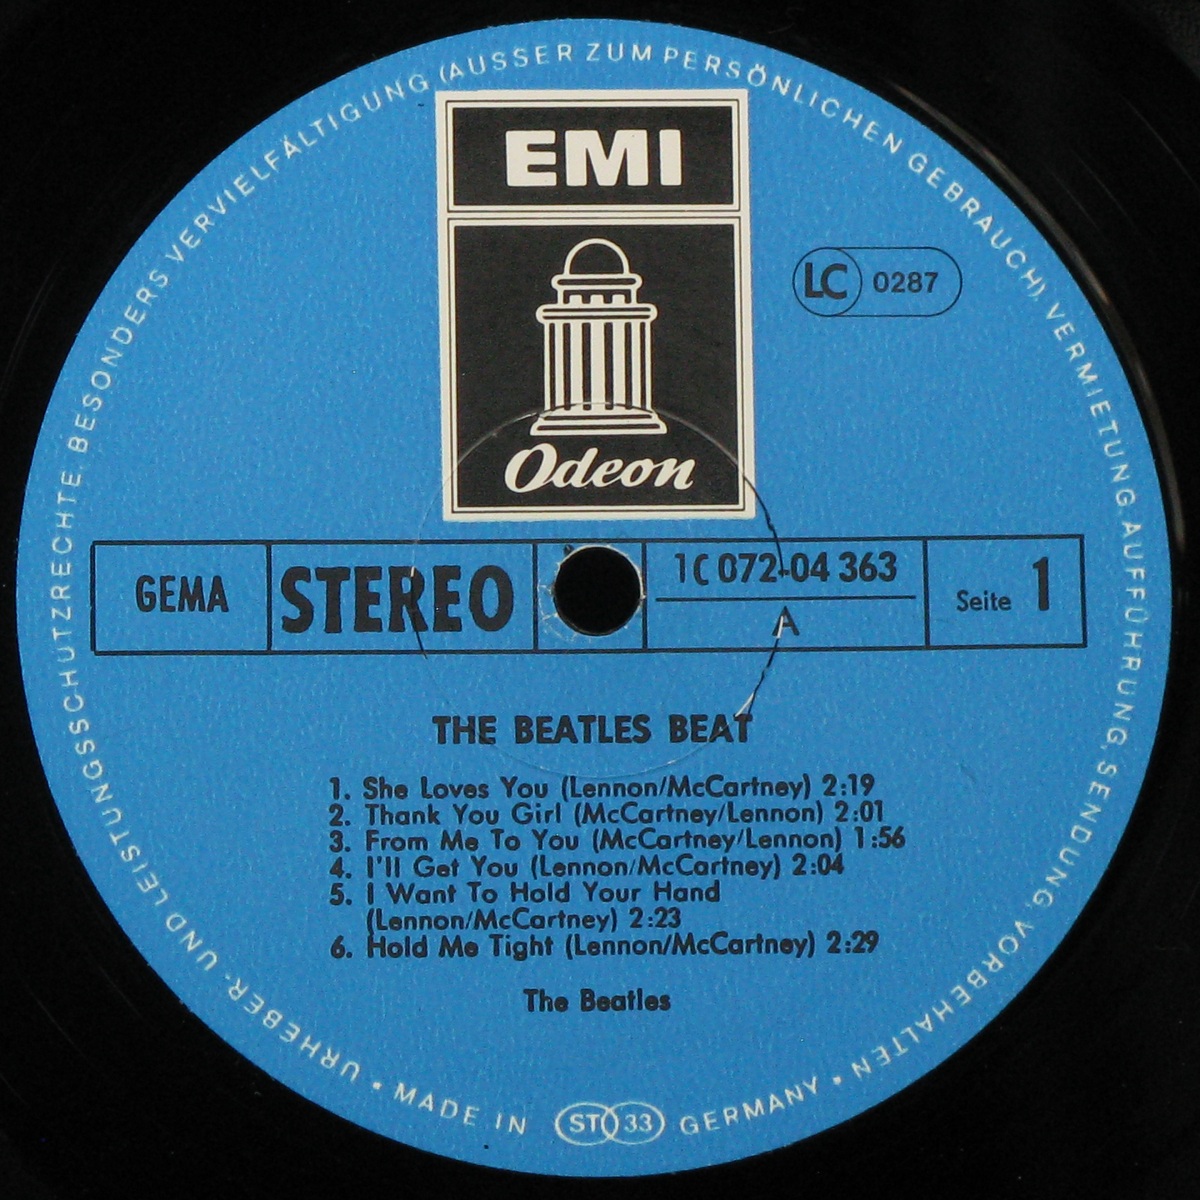 URHEBER- UND LEISTUNGSSCHUTZRECHTE, BESONDERS VERVIELFÄLTIGUNG (AUSSER ZUM PERSÖNLICHEN GEBRAUCH), VERMIETUNG, AUFFÜHRUNG, SENDUNG, VORBEHALTEN
EMI
Odeon
LC 0287
GEMA
STEREO
1C 072-04 363
A
Seite 1
THE BEATLES BEAT
1. She Loves You (Lennon/McCartney) 2:19
2. Thank You Girl (McCartney/Lennon) 2:01
3. From Me To You (McCartney/Lennon) 1:56
4. I'll Get You (Lennon/McCartney) 2:04
5. I Want To Hold Your Hand
(Lennon/McCartney) 2:23
6. Hold Me Tight (Lennon/McCartney) 2:29
The Beatles
• MADE IN ST 33 GERMANY •